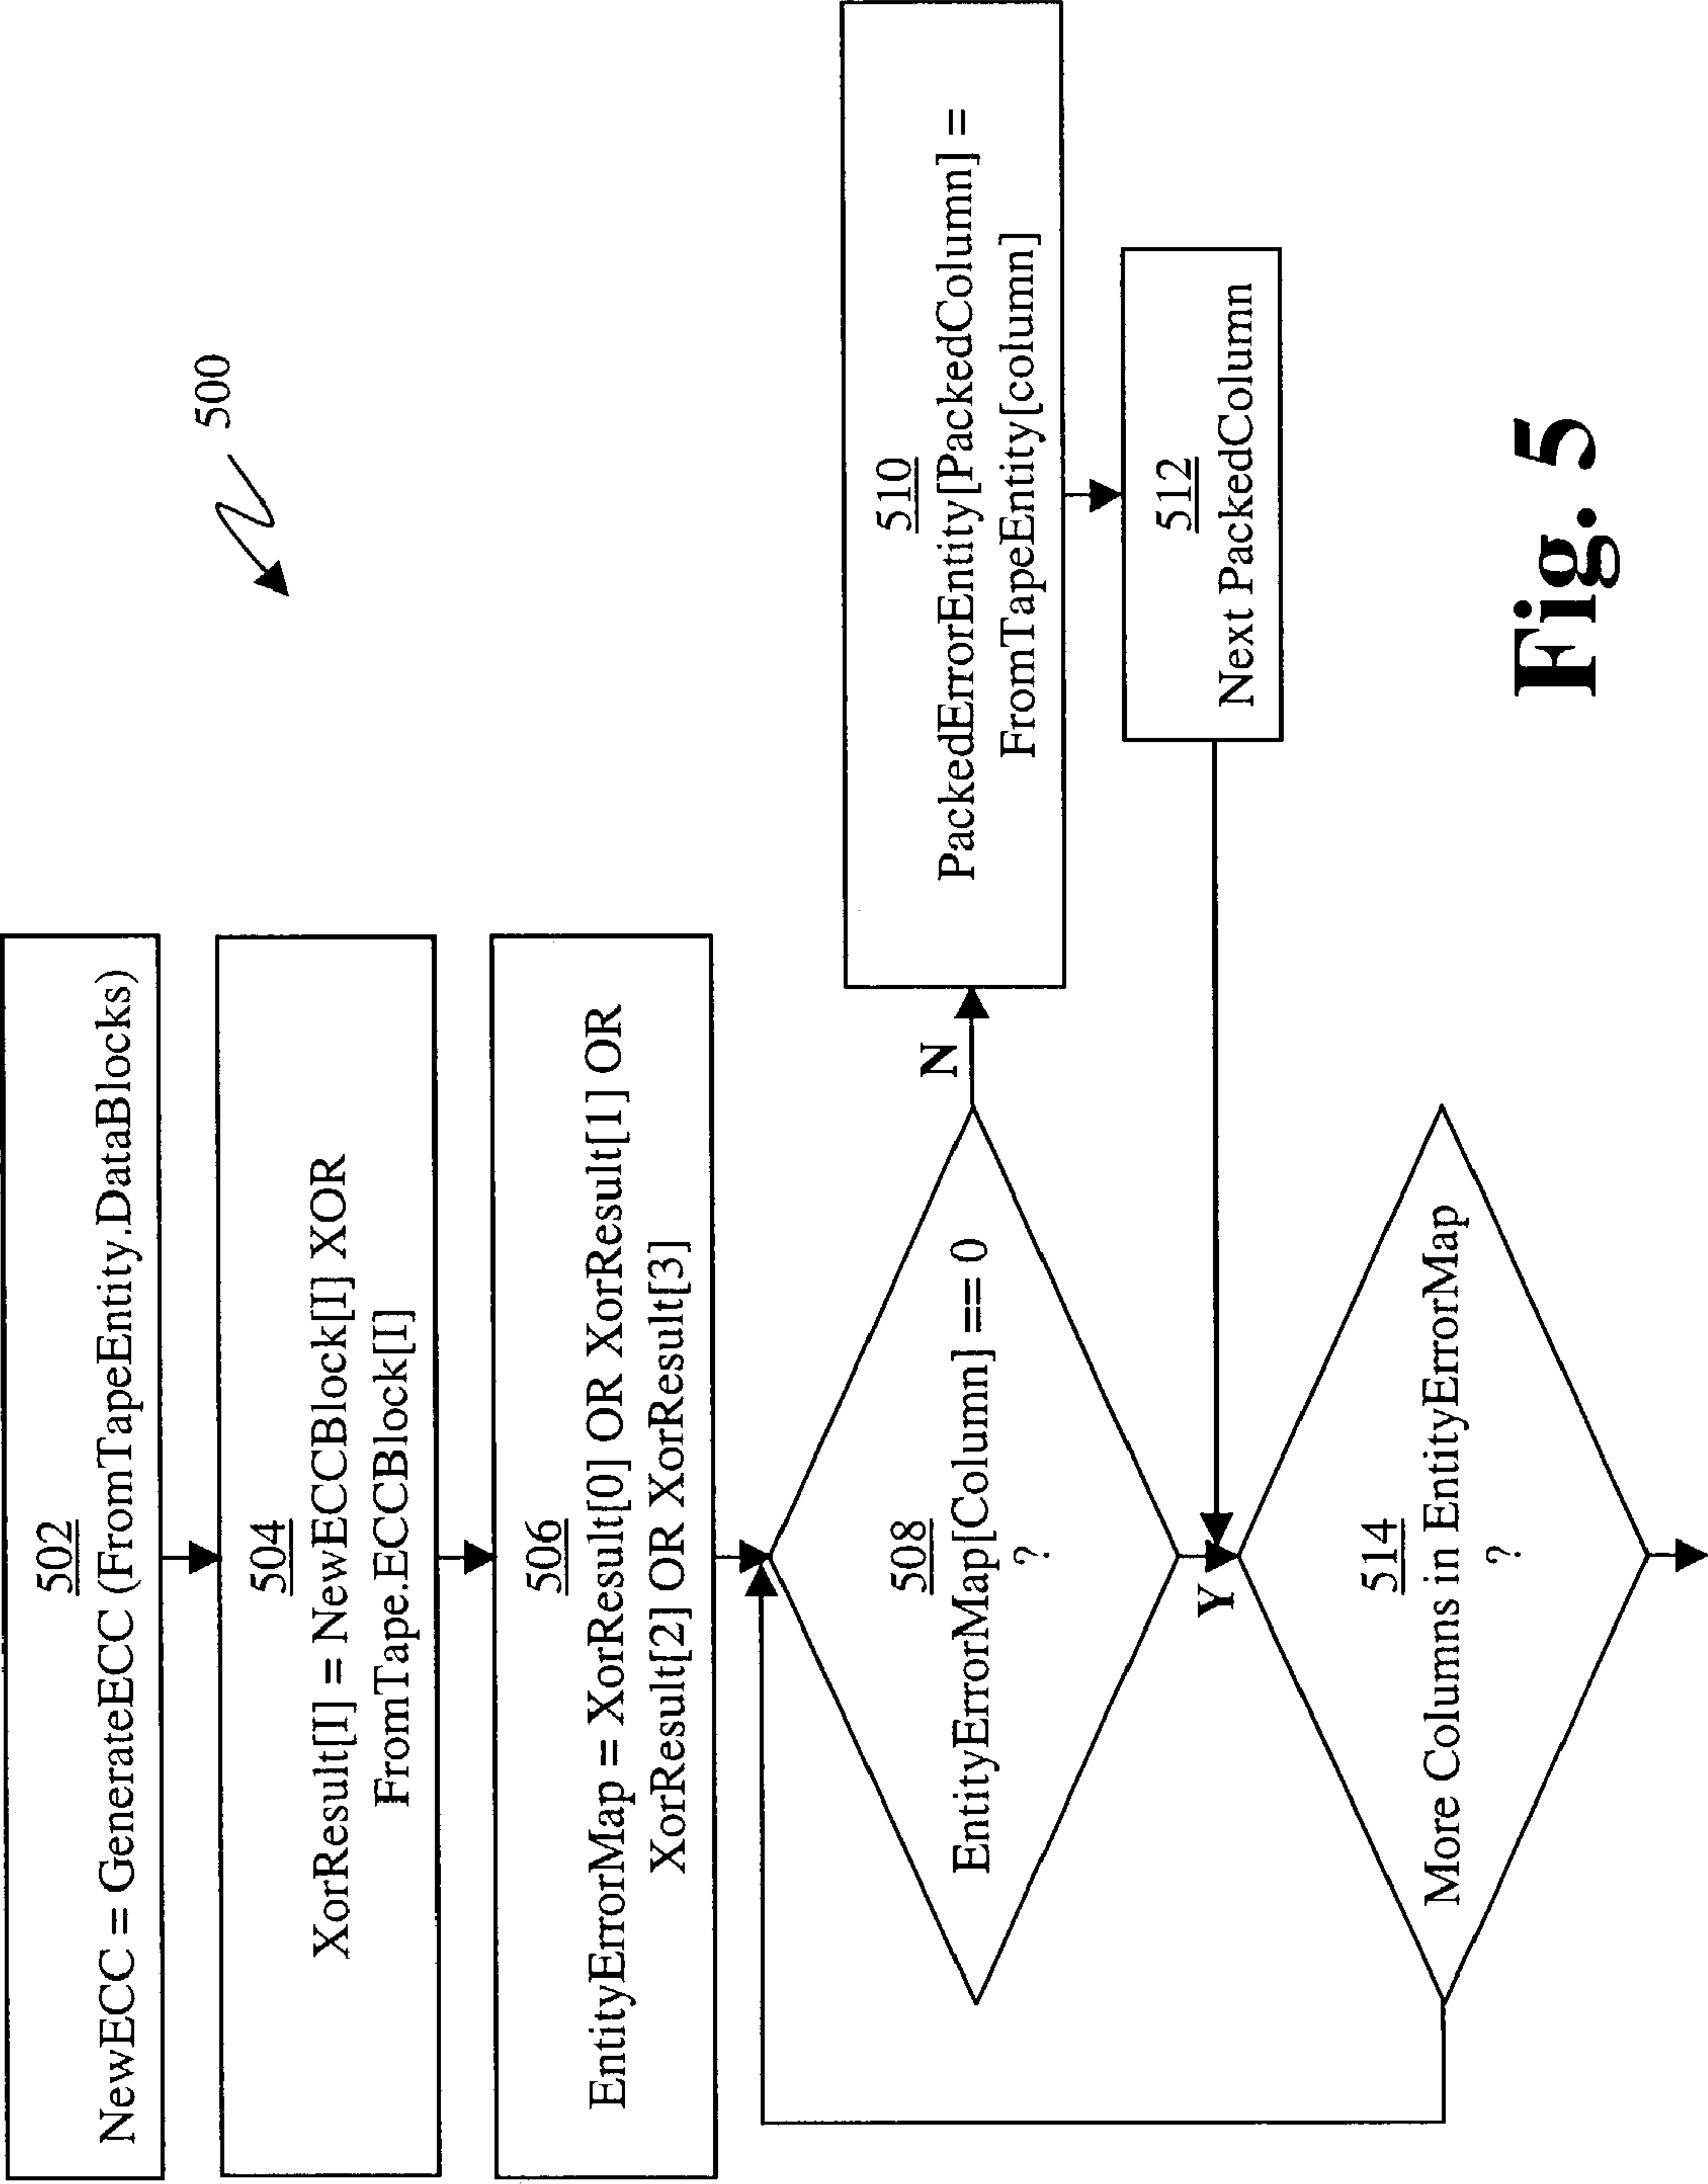 500
502
NewECC = GenerateECC (FromTapeEntity.DataBlocks)
504
XorResult[I] = NewECCBlock[I] XOR
FromTape.ECCBlock[I]
506
EntityErrorMap = XorResult[0] OR XorResult[1] OR
XorResult[2] OR XorResult[3]
508
EntityErrorMap[Column] == 0
?
N
510
PackedErrorEntity[PackedColumn] =
FromTapeEntity[column]
512
Next PackedColumn
Y
514
More Columns in EntityErrorMap
?
Fig. 5